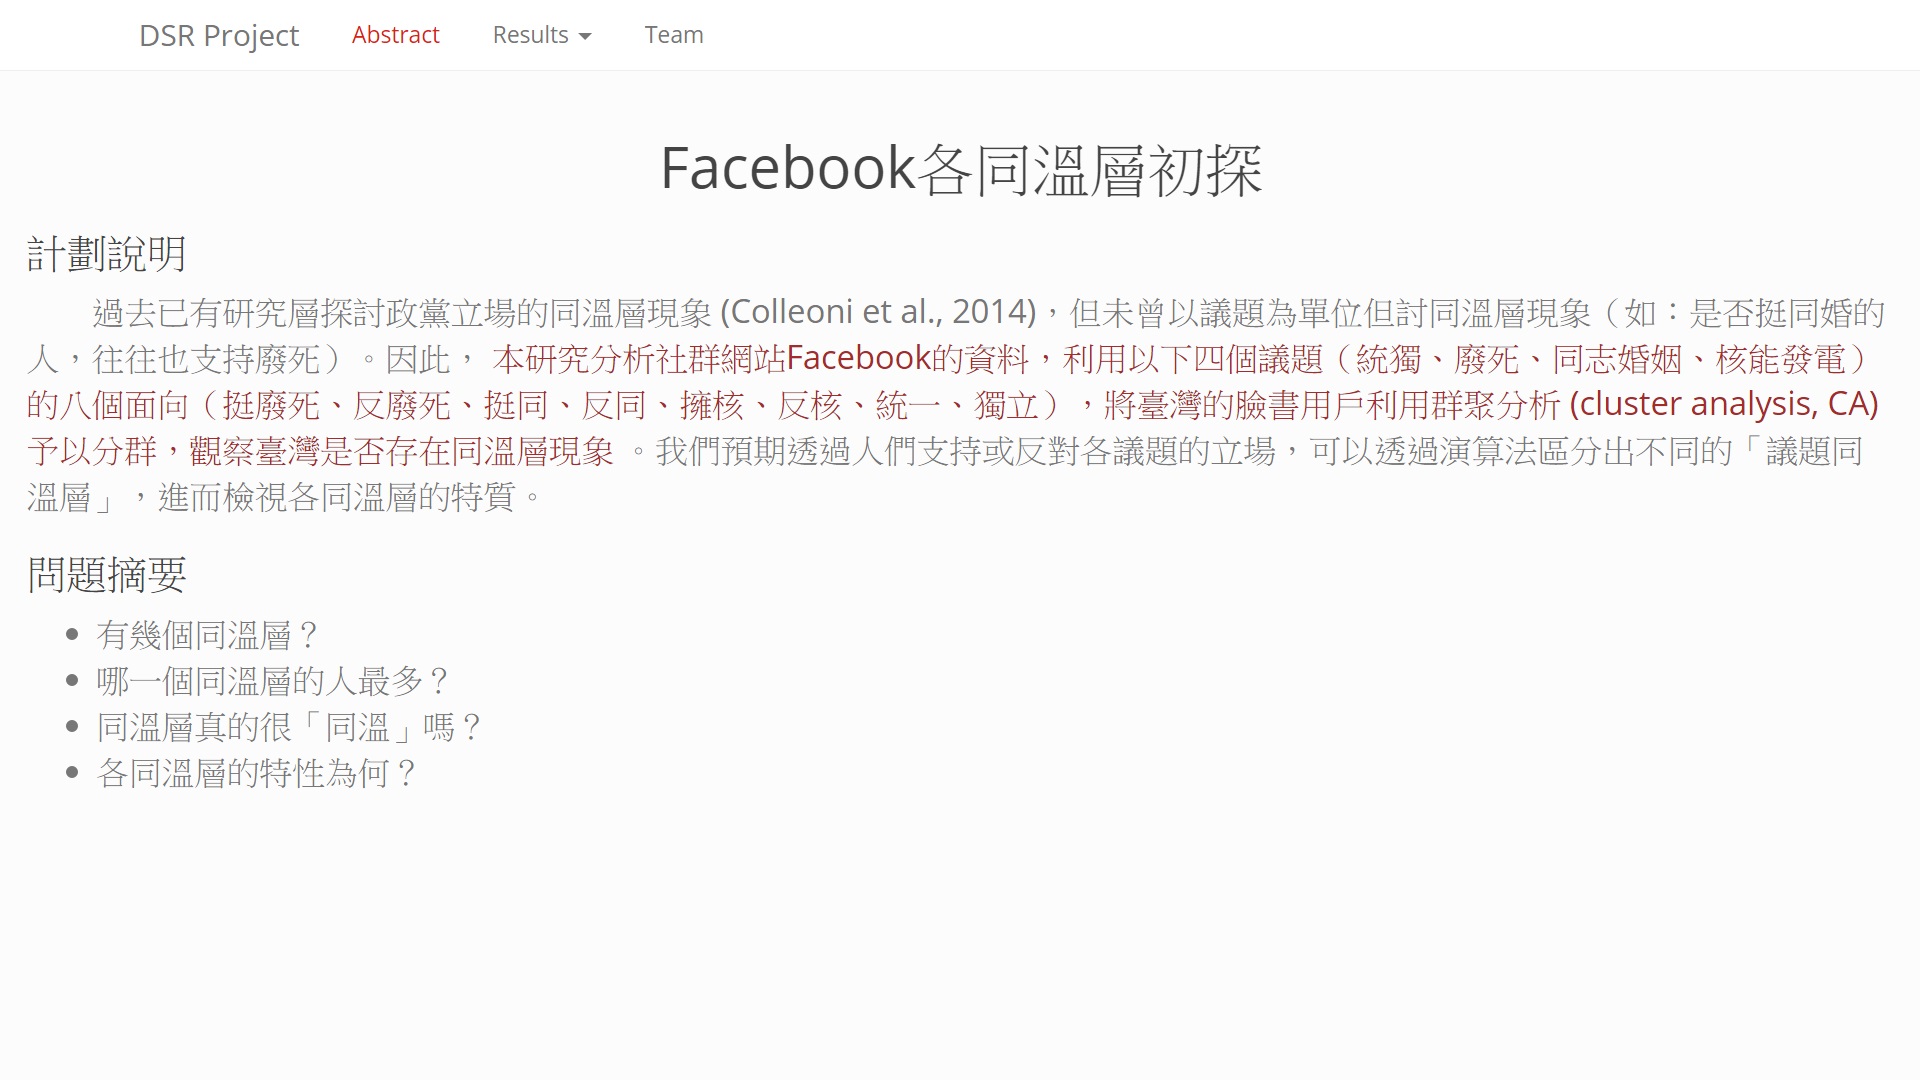 DSR Project Abstract Results Team
Facebook各同溫層初探
計劃說明
過去已有研究層探討政黨立場的同溫層現象 (Colleoni et al., 2014)，但未曾以議題為單位但討同溫層現象（如：是否挺同婚的
人，往往也支持廢死）。因此， 本研究分析社群網站Facebook的資料，利用以下四個議題（統獨、廢死、同志婚姻、核能發電）
的八個面向（挺廢死、反廢死、挺同、反同、擁核、反核、統一、獨立），將臺灣的臉書用戶利用群聚分析 (cluster analysis, CA)
予以分群，觀察臺灣是否存在同溫層現象 。我們預期透過人們支持或反對各議題的立場，可以透過演算法區分出不同的「議題同
溫層」，進而檢視各同溫層的特質。
問題摘要
有幾個同溫層？
哪一個同溫層的人最多？
同溫層真的很「同溫」嗎？
各同溫層的特性為何？